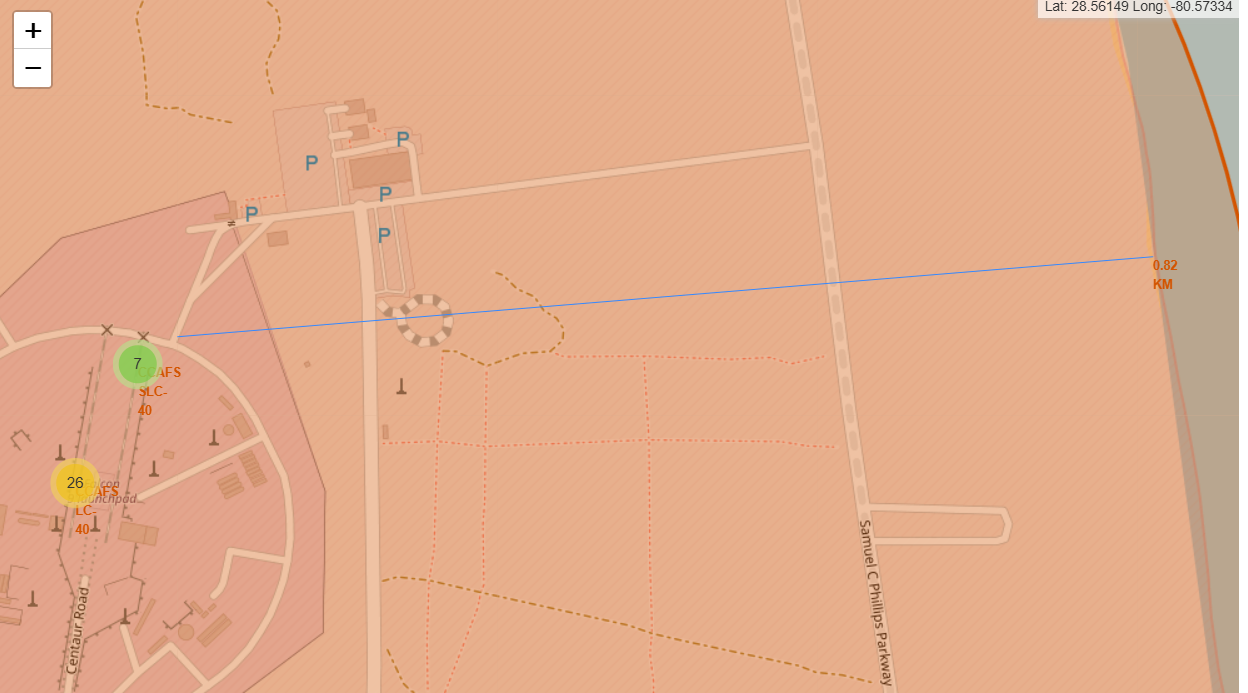 +
−
Lat: 28.56149 Long: -80.57334
P
P
P
P
P
0.82
KM
7
CCAFS
SLC-
40
26
CCAFS
LC-
40
Centaur Road
Samuel C Phillips Parkway